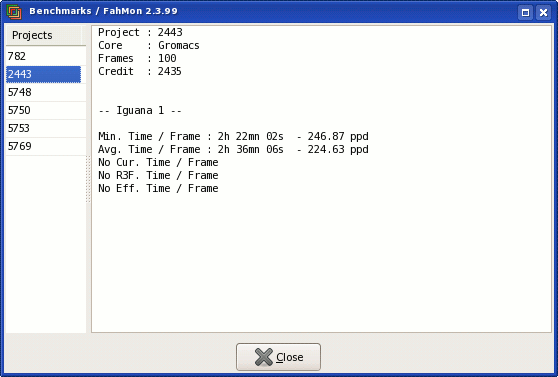 Benchmarks / FahMon 2.3.99
Projects
782
2443
5748
5750
5753
5769
Project : 2443
Core    : Gromacs
Frames  : 100
Credit  : 2435
-- Iguana 1 --
Min. Time / Frame : 2h 22mn 02s  - 246.87 ppd
Avg. Time / Frame : 2h 36mn 06s  - 224.63 ppd
No Cur. Time / Frame
No R3F. Time / Frame
No Eff. Time / Frame
Close